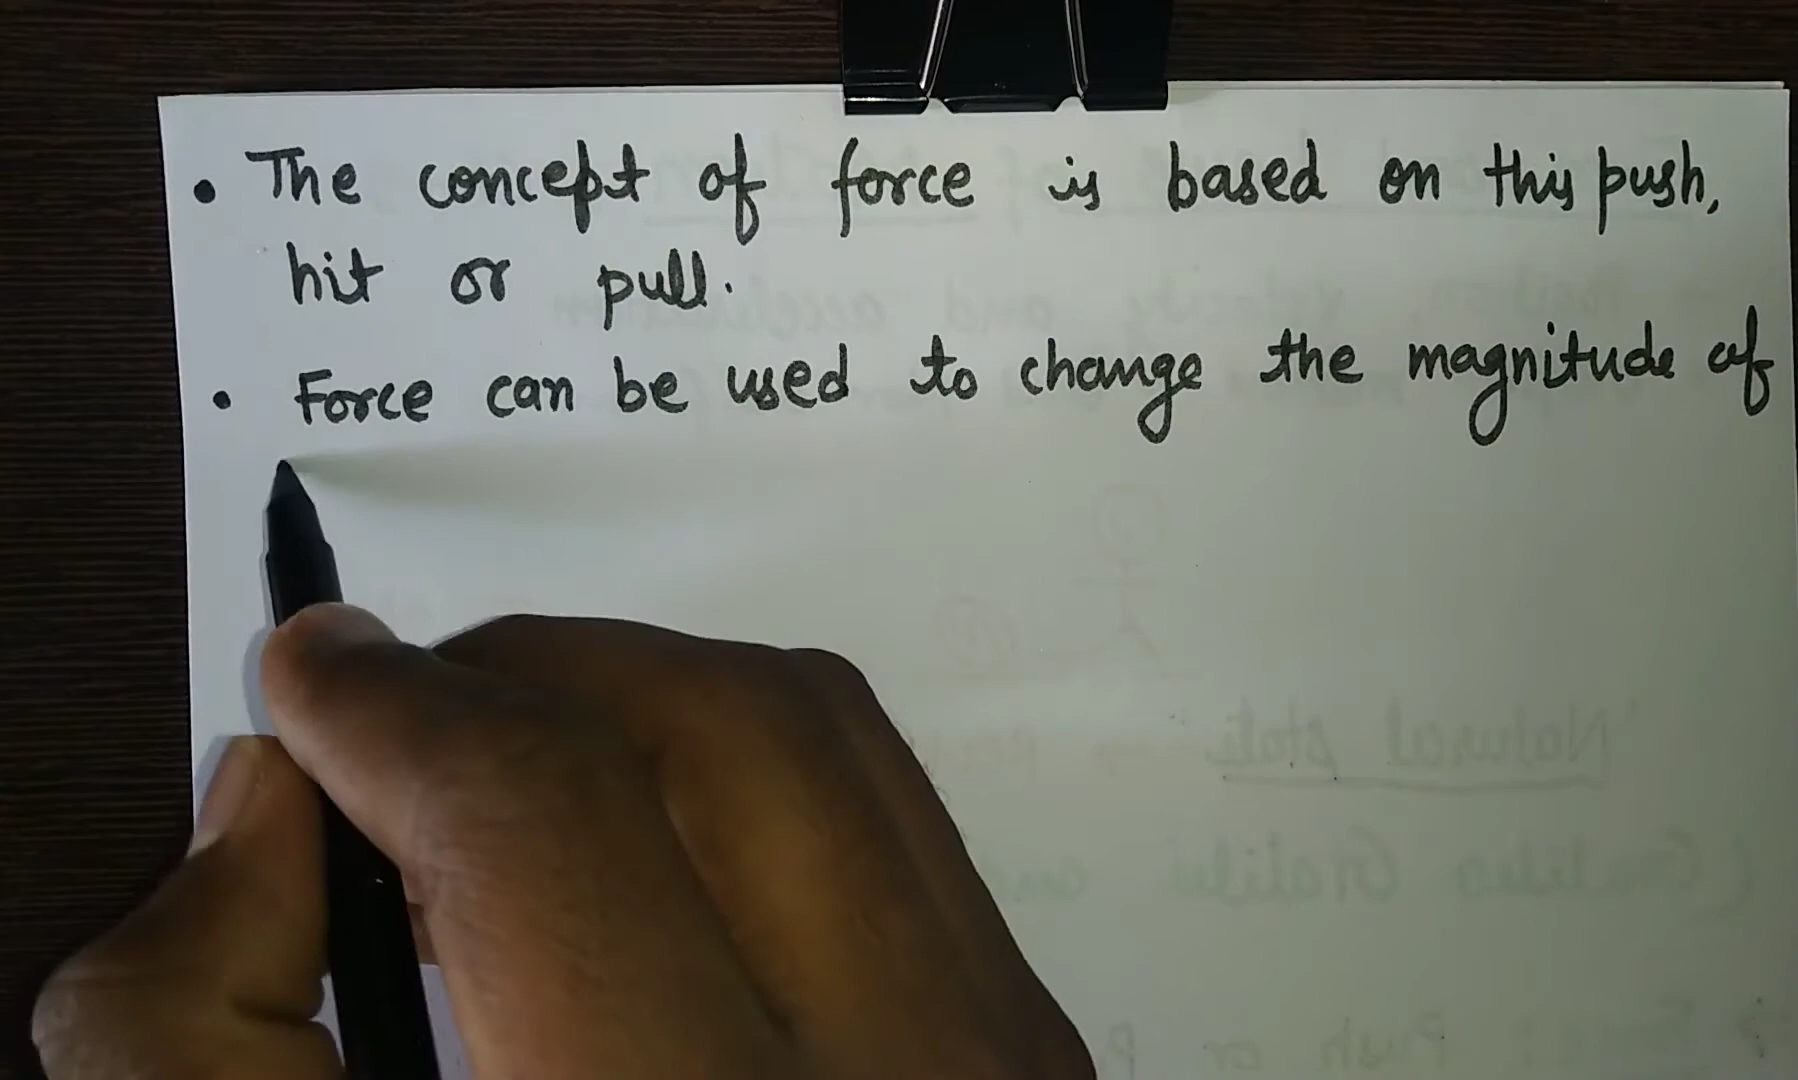 • The concept of force is based on this push,
hit or pull.
• Force can be used to change the magnitude of